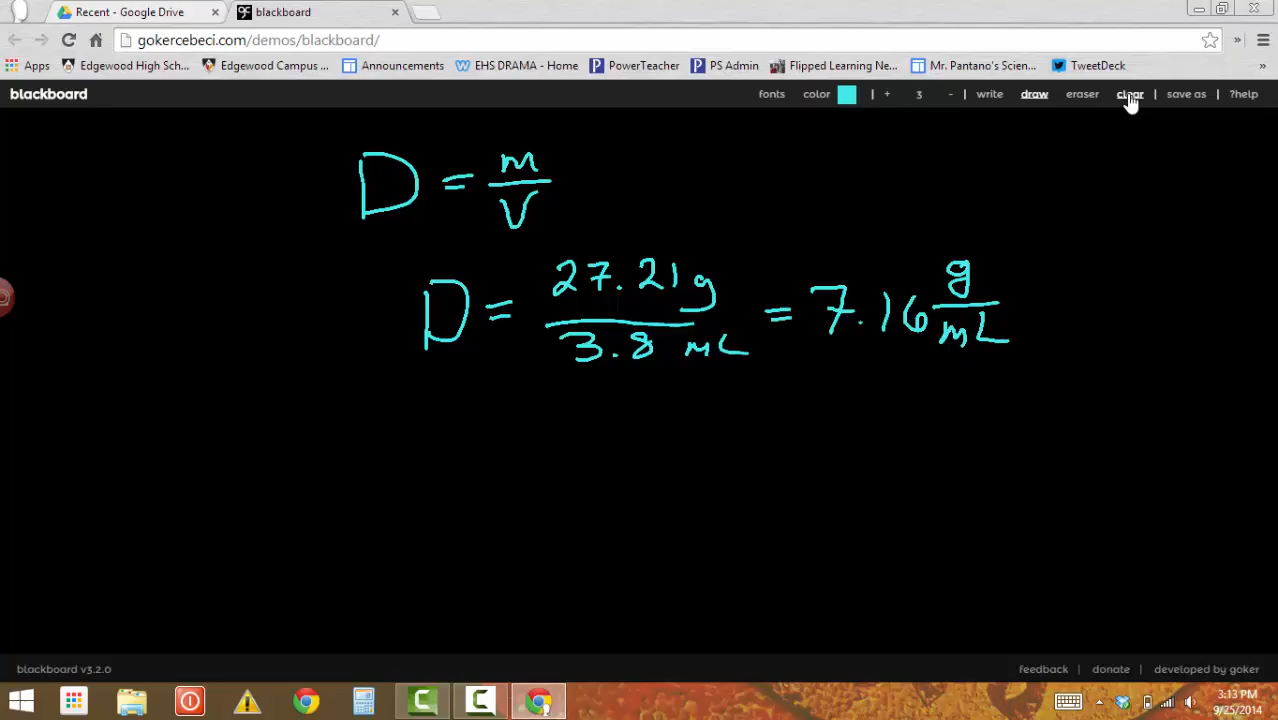 Recent - Google Drive × blackboard ×
gokercebeci.com/demos/blackboard/ »
Apps Edgewood High Sch... Edgewood Campus ... Announcements EHS DRAMA - Home PowerTeacher PS Admin Flipped Learning Ne... Mr. Pantano's Scien... TweetDeck »
blackboard fonts color | + 3 - | write draw eraser clear | save as | ?help
D = m/V
D = 27.21 g / 3.8 mL = 7.16 g/mL
blackboard v3.2.0 feedback | donate | developed by goker
3:13 PM
9/25/2014